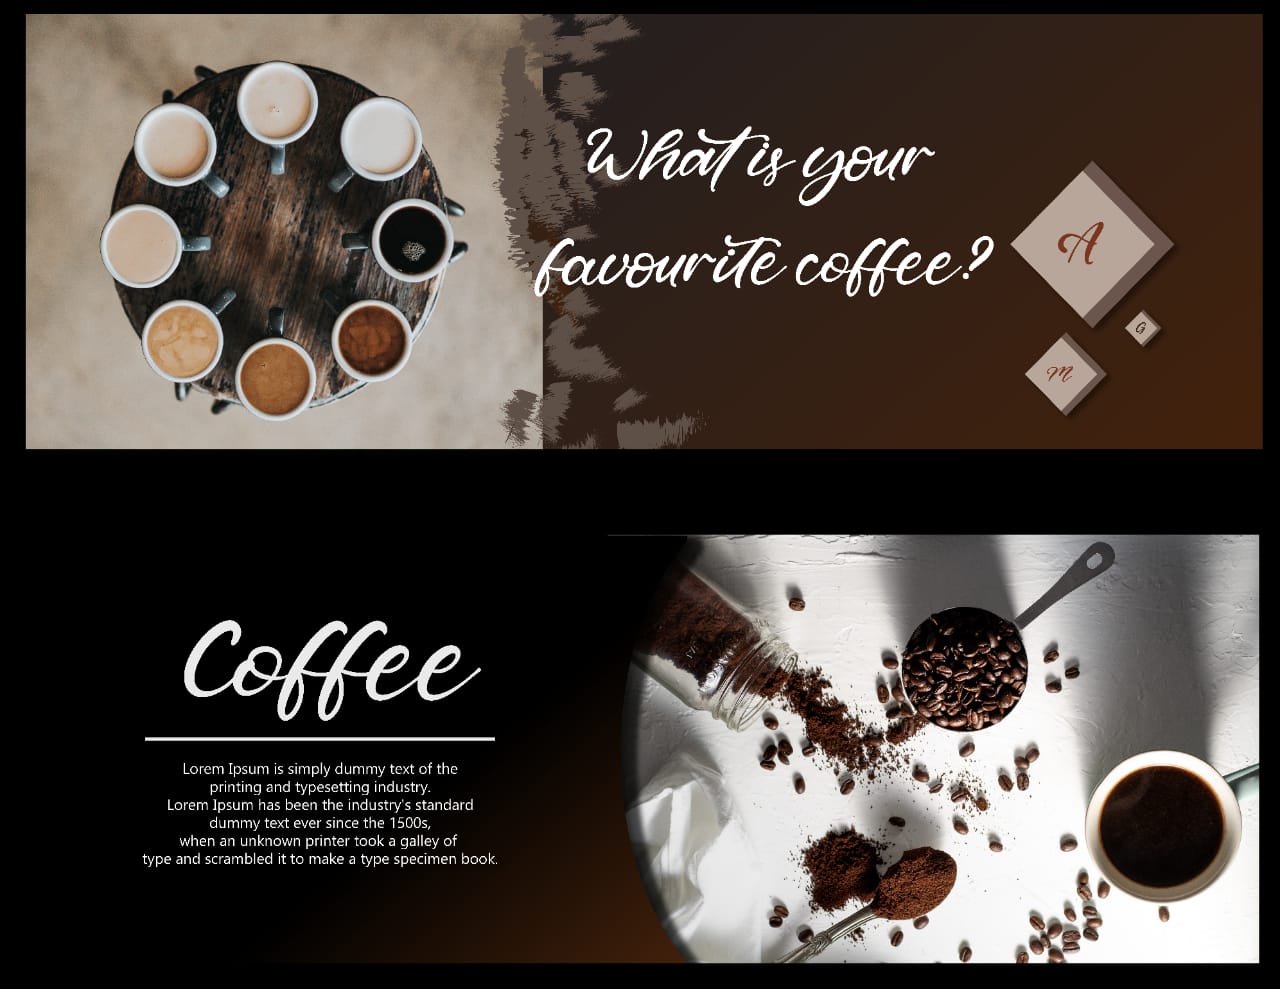 What is your
favourite coffee?
A
G
M
Coffee
Lorem Ipsum is simply dummy text of the
printing and typesetting industry.
Lorem Ipsum has been the industry's standard
dummy text ever since the 1500s,
when an unknown printer took a galley of
type and scrambled it to make a type specimen book.